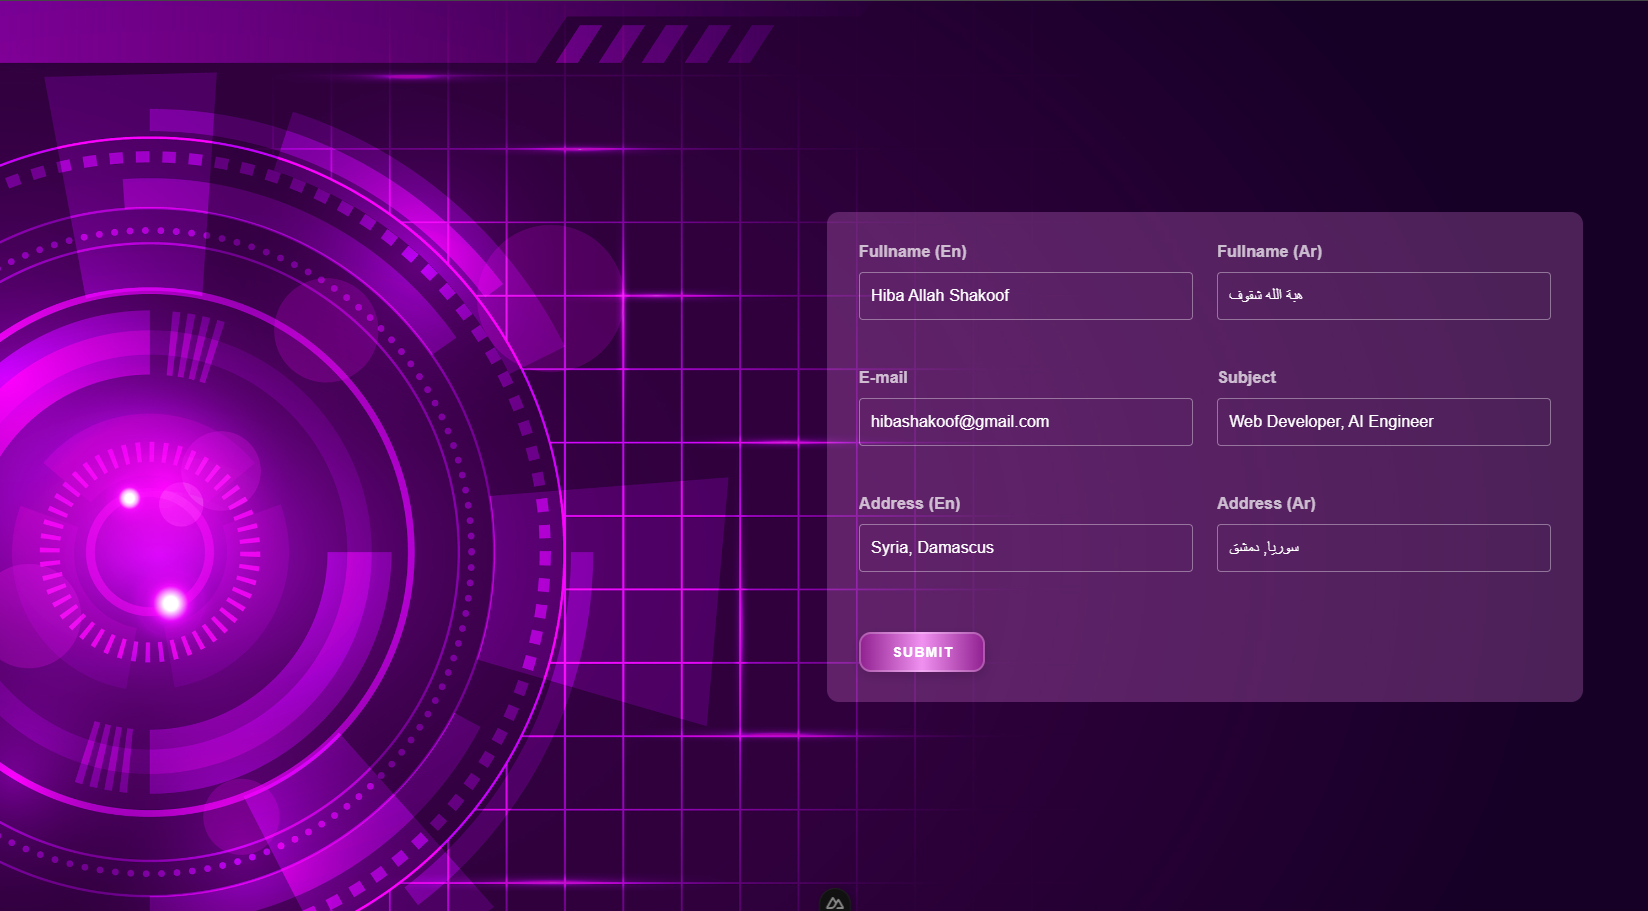 Fullname (En)
Fullname (Ar)
Hiba Allah Shakoof
هبة الله شقوف
E-mail
Subject
hibashakoof@gmail.com
Web Developer, AI Engineer
Address (En)
Address (Ar)
Syria, Damascus
سوريا, دمشق
SUBMIT